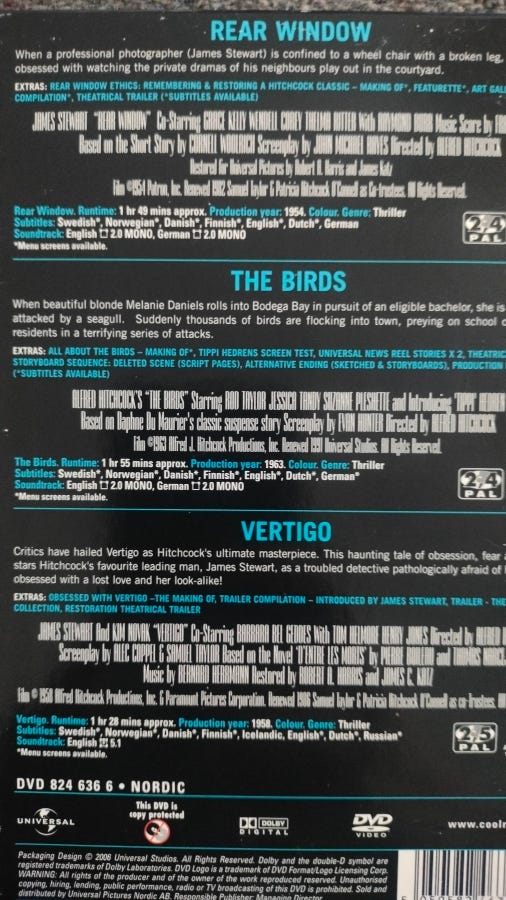 REAR WINDOW
When a professional photographer (James Stewart) is confined to a wheel chair with a broken leg,
obsessed with watching the private dramas of his neighbours play out in the courtyard.
EXTRAS: REAR WINDOW ETHICS: REMEMBERING & RESTORING A HITCHCOCK CLASSIC – MAKING OF*, FEATURETTE*, ART GAL
COMPILATION*, THEATRICAL TRAILER (*SUBTITLES AVAILABLE)
JAMES STEWART "REAR WINDOW" Co-Starring GRACE KELLY WENDELL COREY THELMA RITTER With RAYMOND BURR Music Score by
Based on the Short Story by CORNELL WOOLRICH Screenplay by JOHN MICHAEL HAYES Directed by ALFRED HITCHCOCK
Restored for Universal Pictures by Robert A. Harris and James Katz
Film ©1954 Patron, Inc. Renewed 1982 Samuel Taylor & Patricia Hitchcock O'Connell as Co-trustees. All Rights Reserved.
Rear Window. Runtime: 1 hr 49 mins approx. Production year: 1954. Colour. Genre: Thriller
Subtitles: Swedish*, Norwegian*, Danish*, Finnish*, English*, Dutch*, German
Soundtrack: English 2.0 MONO, German 2.0 MONO
*Menu screens available.
2,4
PAL
THE BIRDS
When beautiful blonde Melanie Daniels rolls into Bodega Bay in pursuit of an eligible bachelor, she is
attacked by a seagull. Suddenly thousands of birds are flocking into town, preying on school c
residents in a terrifying series of attacks.
EXTRAS: ALL ABOUT THE BIRDS – MAKING OF*, TIPPI HEDRENS SCREEN TEST, UNIVERSAL NEWS REEL STORIES X 2, THEATRIC
STORYBOARD SEQUENCE: DELETED SCENE (SCRIPT PAGES), ALTERNATIVE ENDING (SKETCHED & STORYBOARDS), PRODUCTION
(*SUBTITLES AVAILABLE)
ALFRED HITCHCOCK'S "THE BIRDS" Starring ROD TAYLOR JESSICA TANDY SUZANNE PLESHETTE and Introducing 'TIPPI' HEDREN
Based on Daphne Du Maurier's classic suspense story Screenplay by EVAN HUNTER Directed by ALFRED HITCHCOCK
Film ©1963 Alfred J. Hitchcock Productions, Inc. Renewed 1991 Universal Studios. All Rights Reserved.
The Birds. Runtime: 1 hr 55 mins approx. Production year: 1963. Colour. Genre: Thriller
Subtitles: Swedish*, Norwegian*, Danish*, Finnish*, English*, Dutch*, German*
Soundtrack: English 2.0 MONO, German 2.0 MONO
*Menu screens available.
2,4
PAL
VERTIGO
Critics have hailed Vertigo as Hitchcock's ultimate masterpiece. This haunting tale of obsession, fear
stars Hitchcock's favourite leading man, James Stewart, as a troubled detective pathologically afraid of
obsessed with a lost love and her look-alike!
EXTRAS: OBSESSED WITH VERTIGO –THE MAKING OF, TRAILER COMPILATION – INTRODUCED BY JAMES STEWART, TRAILER - THE
COLLECTION, RESTORATION THEATRICAL TRAILER
JAMES STEWART And KIM NOVAK "VERTIGO" Co-Starring BARBARA BEL GEDDES With TOM HELMORE HENRY JONES Directed by ALFRED
Screenplay by ALEC COPPEL & SAMUEL TAYLOR Based on the Novel 'D'ENTRE LES MORTS' by PIERRE BOILEAU and THOMAS
Music by BERNARD HERRMANN Restored by ROBERT A. HARRIS and JAMES C. KATZ
Film © 1958 Alfred Hitchcock Productions, Inc. & Paramount Pictures Corporation. Renewed 1986 Samuel Taylor & Patricia Hitchcock O'Connell as co-trustees.
Vertigo. Runtime: 1 hr 28 mins approx. Production year: 1958. Colour. Genre: Thriller
Subtitles: Swedish*, Norwegian*, Danish*, Finnish*, Icelandic, English*, Dutch*, Russian*
Soundtrack: English 5.1
*Menu screens available.
2,5
PAL
DVD 824 636 6 • NORDIC
UNIVERSAL
This DVD is
copy protected
DOLBY
DIGITAL
DVD
VIDEO
www.cool
Packaging Design © 2006 Universal Studios. All Rights Reserved. Dolby and the double-D symbol are
registered trademarks of Dolby Laboratories. DVD Logo is a trademark of DVD Format/Logo Licensing Corp.
WARNING: All rights of the producer and of the owner of the work reproduced reserved. Unauthorised
copying, hiring, lending, public performance, radio or TV broadcasting of this DVD is prohibited. Sold and
distributed by Universal Pictures Nordic AB. Responsible Publisher: Managing Director